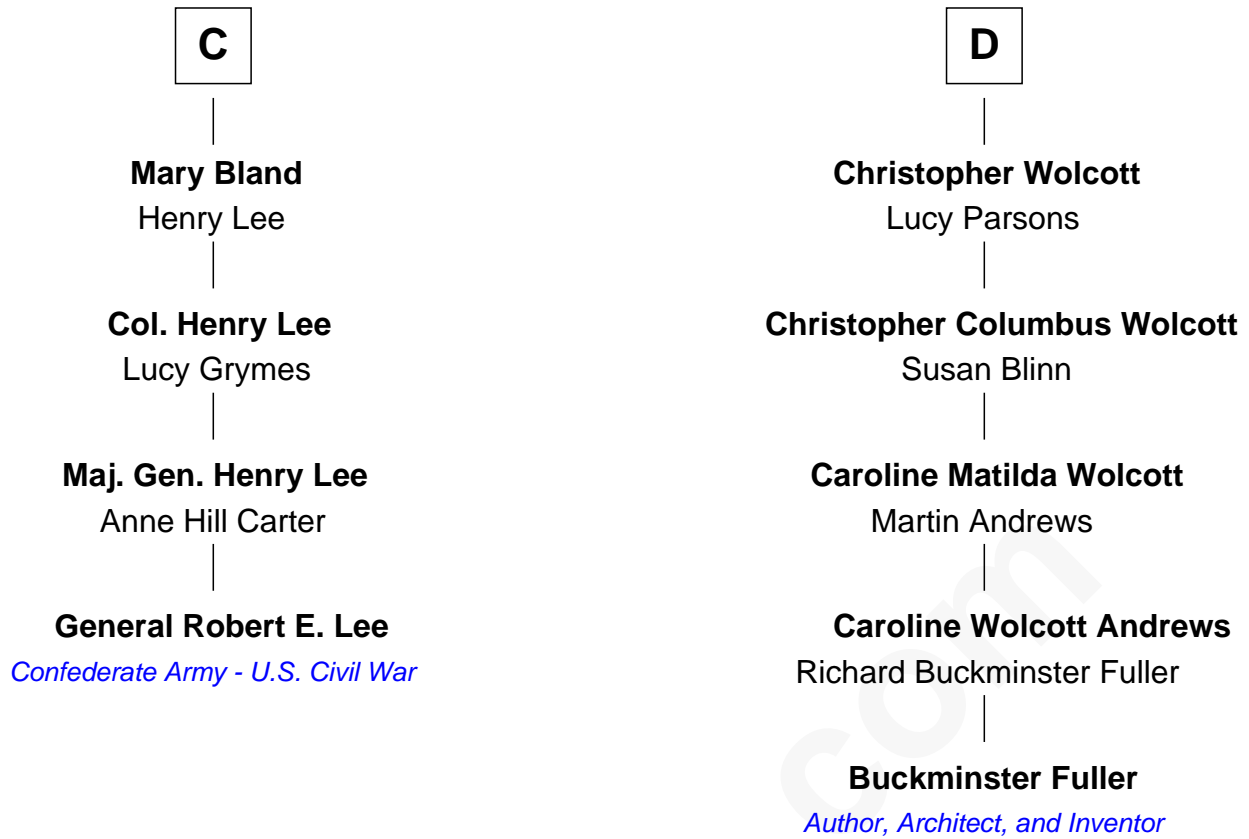 C
Mary Bland
Henry Lee
Col. Henry Lee
Lucy Grymes
Maj. Gen. Henry Lee
Anne Hill Carter
General Robert E. Lee
Confederate Army - U.S. Civil War
D
Christopher Wolcott
Lucy Parsons
Christopher Columbus Wolcott
Susan Blinn
Caroline Matilda Wolcott
Martin Andrews
Caroline Wolcott Andrews
Richard Buckminster Fuller
Buckminster Fuller
Author, Architect, and Inventor
com